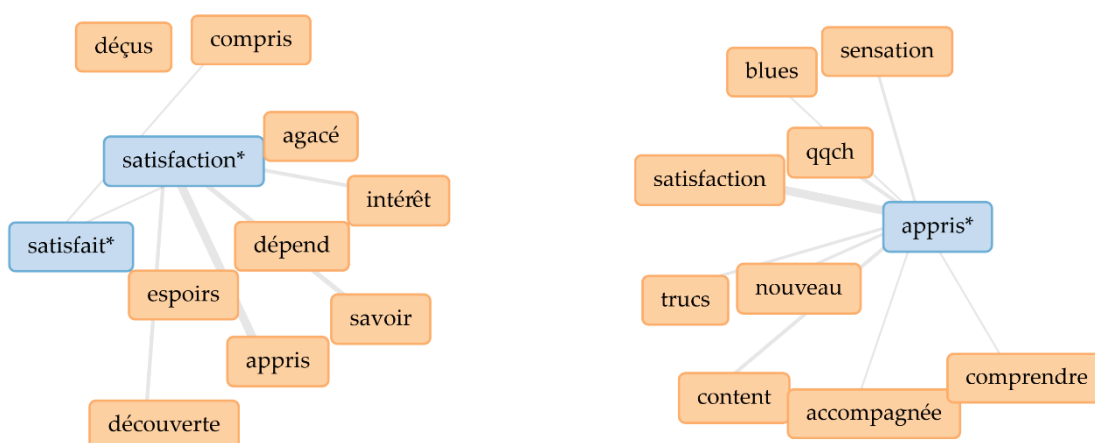 déçus
compris
satisfaction*
agacé
intérêt
satisfait*
dépend
espoirs
savoir
appris
découverte
sensation
blues
qqch
satisfaction
appris*
trucs
nouveau
content
comprendre
accompagnée